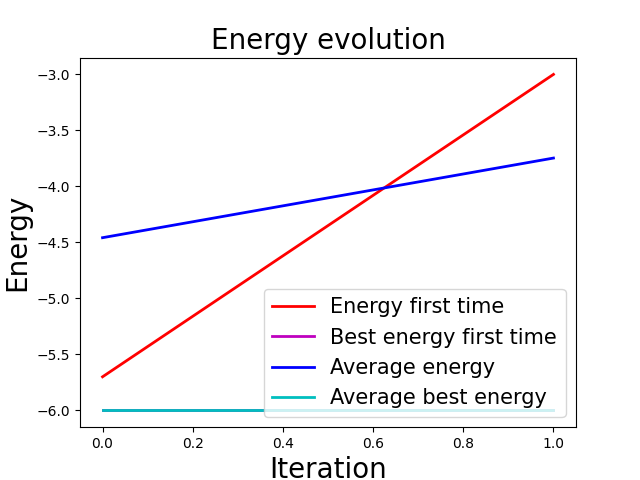 Energy evolution
Energy
−3.0
−3.5
−4.0
−4.5
−5.0
−5.5
−6.0
Energy first time
Best energy first time
Average energy
Average best energy
0.0 0.2 0.4 0.6 0.8 1.0
Iteration